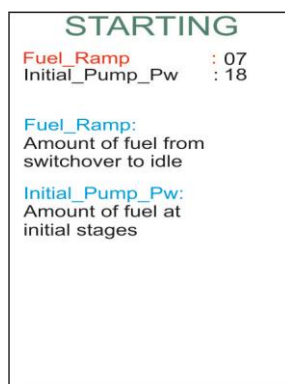 STARTING
Fuel_Ramp : 07
Initial_Pump_Pw : 18
Fuel_Ramp:
Amount of fuel from
switchover to idle
Initial_Pump_Pw:
Amount of fuel at
initial stages